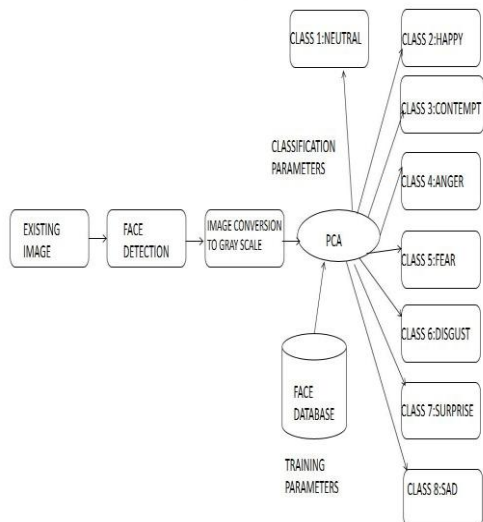 CLASS 1:NEUTRAL
CLASS 2:HAPPY
CLASS 3:CONTEMPT
CLASSIFICATION
PARAMETERS
CLASS 4:ANGER
EXISTING
IMAGE
FACE
DETECTION
IMAGE CONVERSION
TO GRAY SCALE
PCA
CLASS 5:FEAR
CLASS 6:DISGUST
FACE
DATABASE
CLASS 7:SURPRISE
TRAINING
PARAMETERS
CLASS 8:SAD